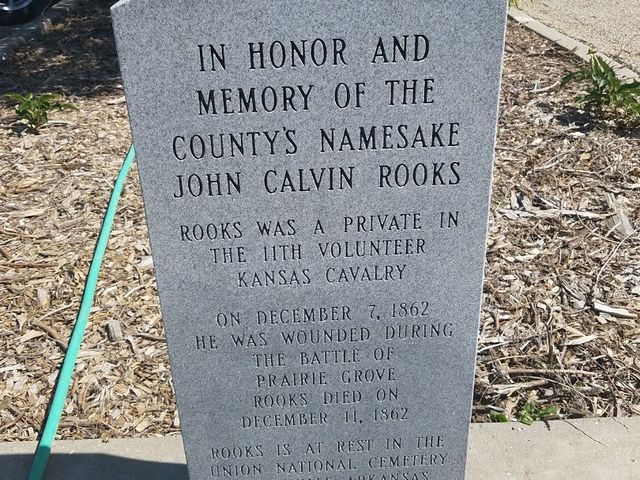 IN HONOR AND
MEMORY OF THE
COUNTY'S NAMESAKE
JOHN CALVIN ROOKS
ROOKS WAS A PRIVATE IN
THE 11TH VOLUNTEER
KANSAS CAVALRY
ON DECEMBER 7, 1862
HE WAS WOUNDED DURING
THE BATTLE OF
PRAIRIE GROVE
ROOKS DIED ON
DECEMBER 11, 1862
ROOKS IS AT REST IN THE
UNION NATIONAL CEMETERY
ARKANSAS